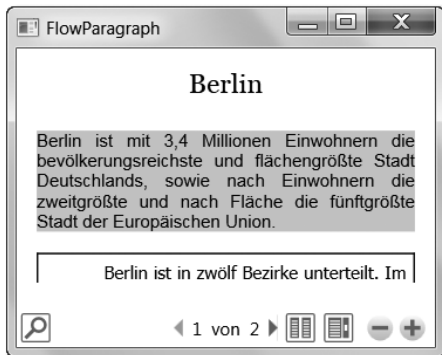 FlowParagraph
Berlin
Berlin ist mit 3,4 Millionen Einwohnern die
bevölkerungsreichste und flächengrößte Stadt
Deutschlands, sowie nach Einwohnern die
zweitgrößte und nach Fläche die fünftgrößte
Stadt der Europäischen Union.
Berlin ist in zwölf Bezirke unterteilt. Im
1 von 2